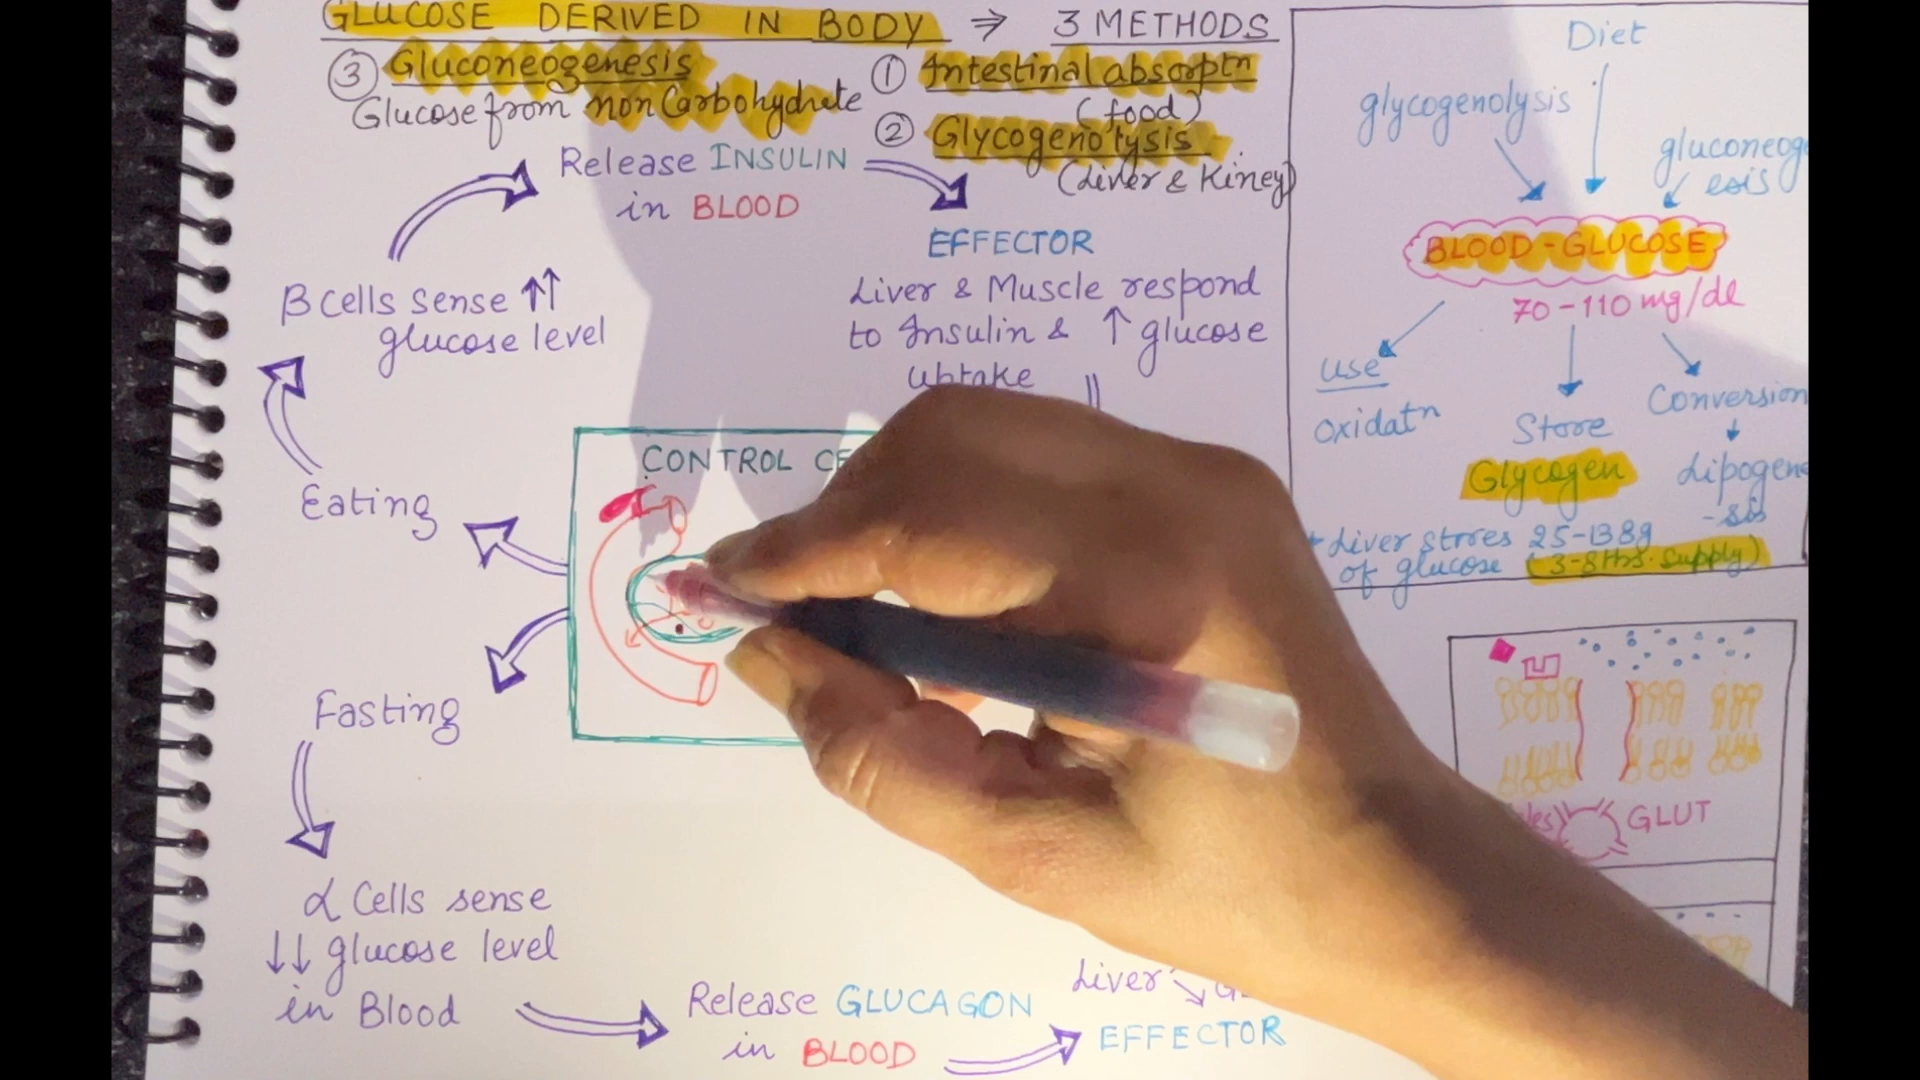 GLUCOSE DERIVED IN BODY ⇒ 3 METHODS
③ Gluconeogenesis
Glucose from non Carbohydrate
① Intestinal absorptn
(food)
② Glycogenolysis
(Liver & Kiney)
Release INSULIN
in BLOOD
EFFECTOR
Liver & Muscle respond
to Insulin & ↑ glucose
uptake
β Cells sense ↑↑
glucose level
Eating
CONTROL
Fasting
α Cells sense
↓↓ glucose level
in Blood
Release GLUCAGON
in BLOOD
Liver
EFFECTOR
Diet
glycogenolysis
gluconeog
esis
BLOOD-GLUCOSE
70-110 mg/dl
use
oxidatn
Store
Glycogen
Conversion
Lipogene
-sis
Liver stores 25-138g
of glucose (3-8Hrs. supply)
GLUT